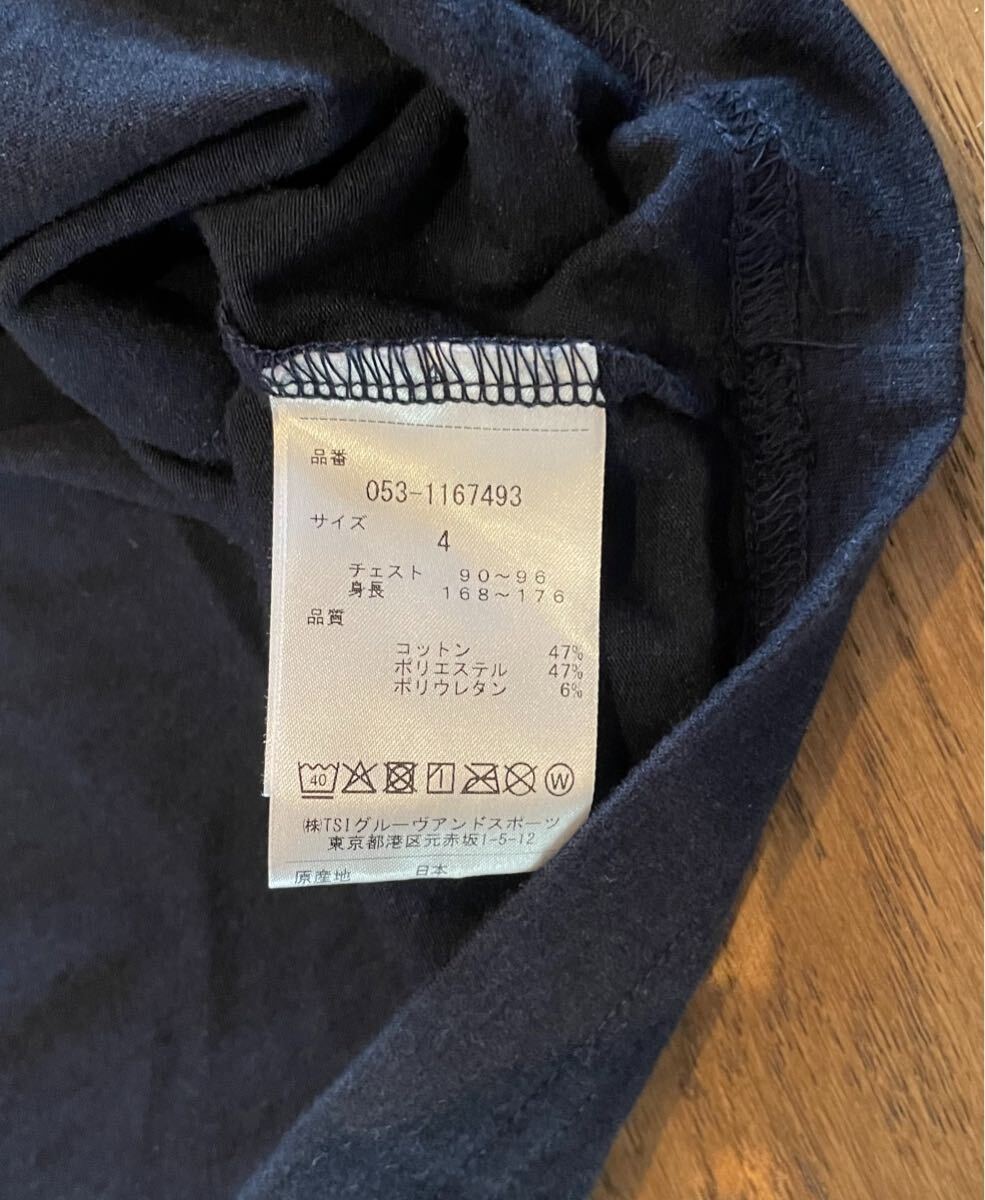 品番
053-1167493
サイズ
4
チェスト 90～96
身長 168～176
品質
コットン 47%
ポリエステル 47%
ポリウレタン 6%
40 W
㈱TSIグルーヴアンドスポーツ
東京都港区元赤坂1-5-12
原産地 日本